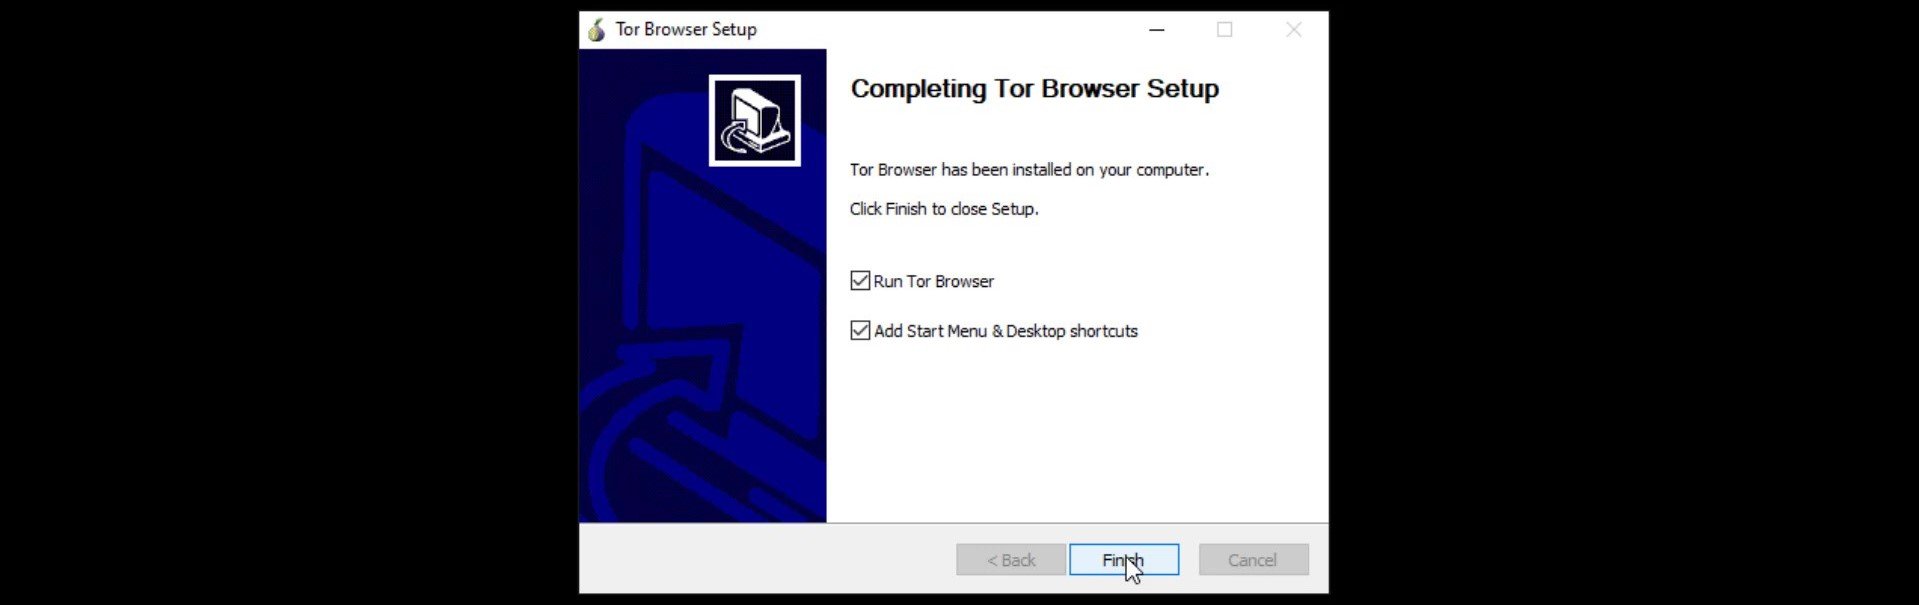 Tor Browser Setup
Completing Tor Browser Setup
Tor Browser has been installed on your computer.
Click Finish to close Setup.
Run Tor Browser
Add Start Menu & Desktop shortcuts
< Back
Finish
Cancel